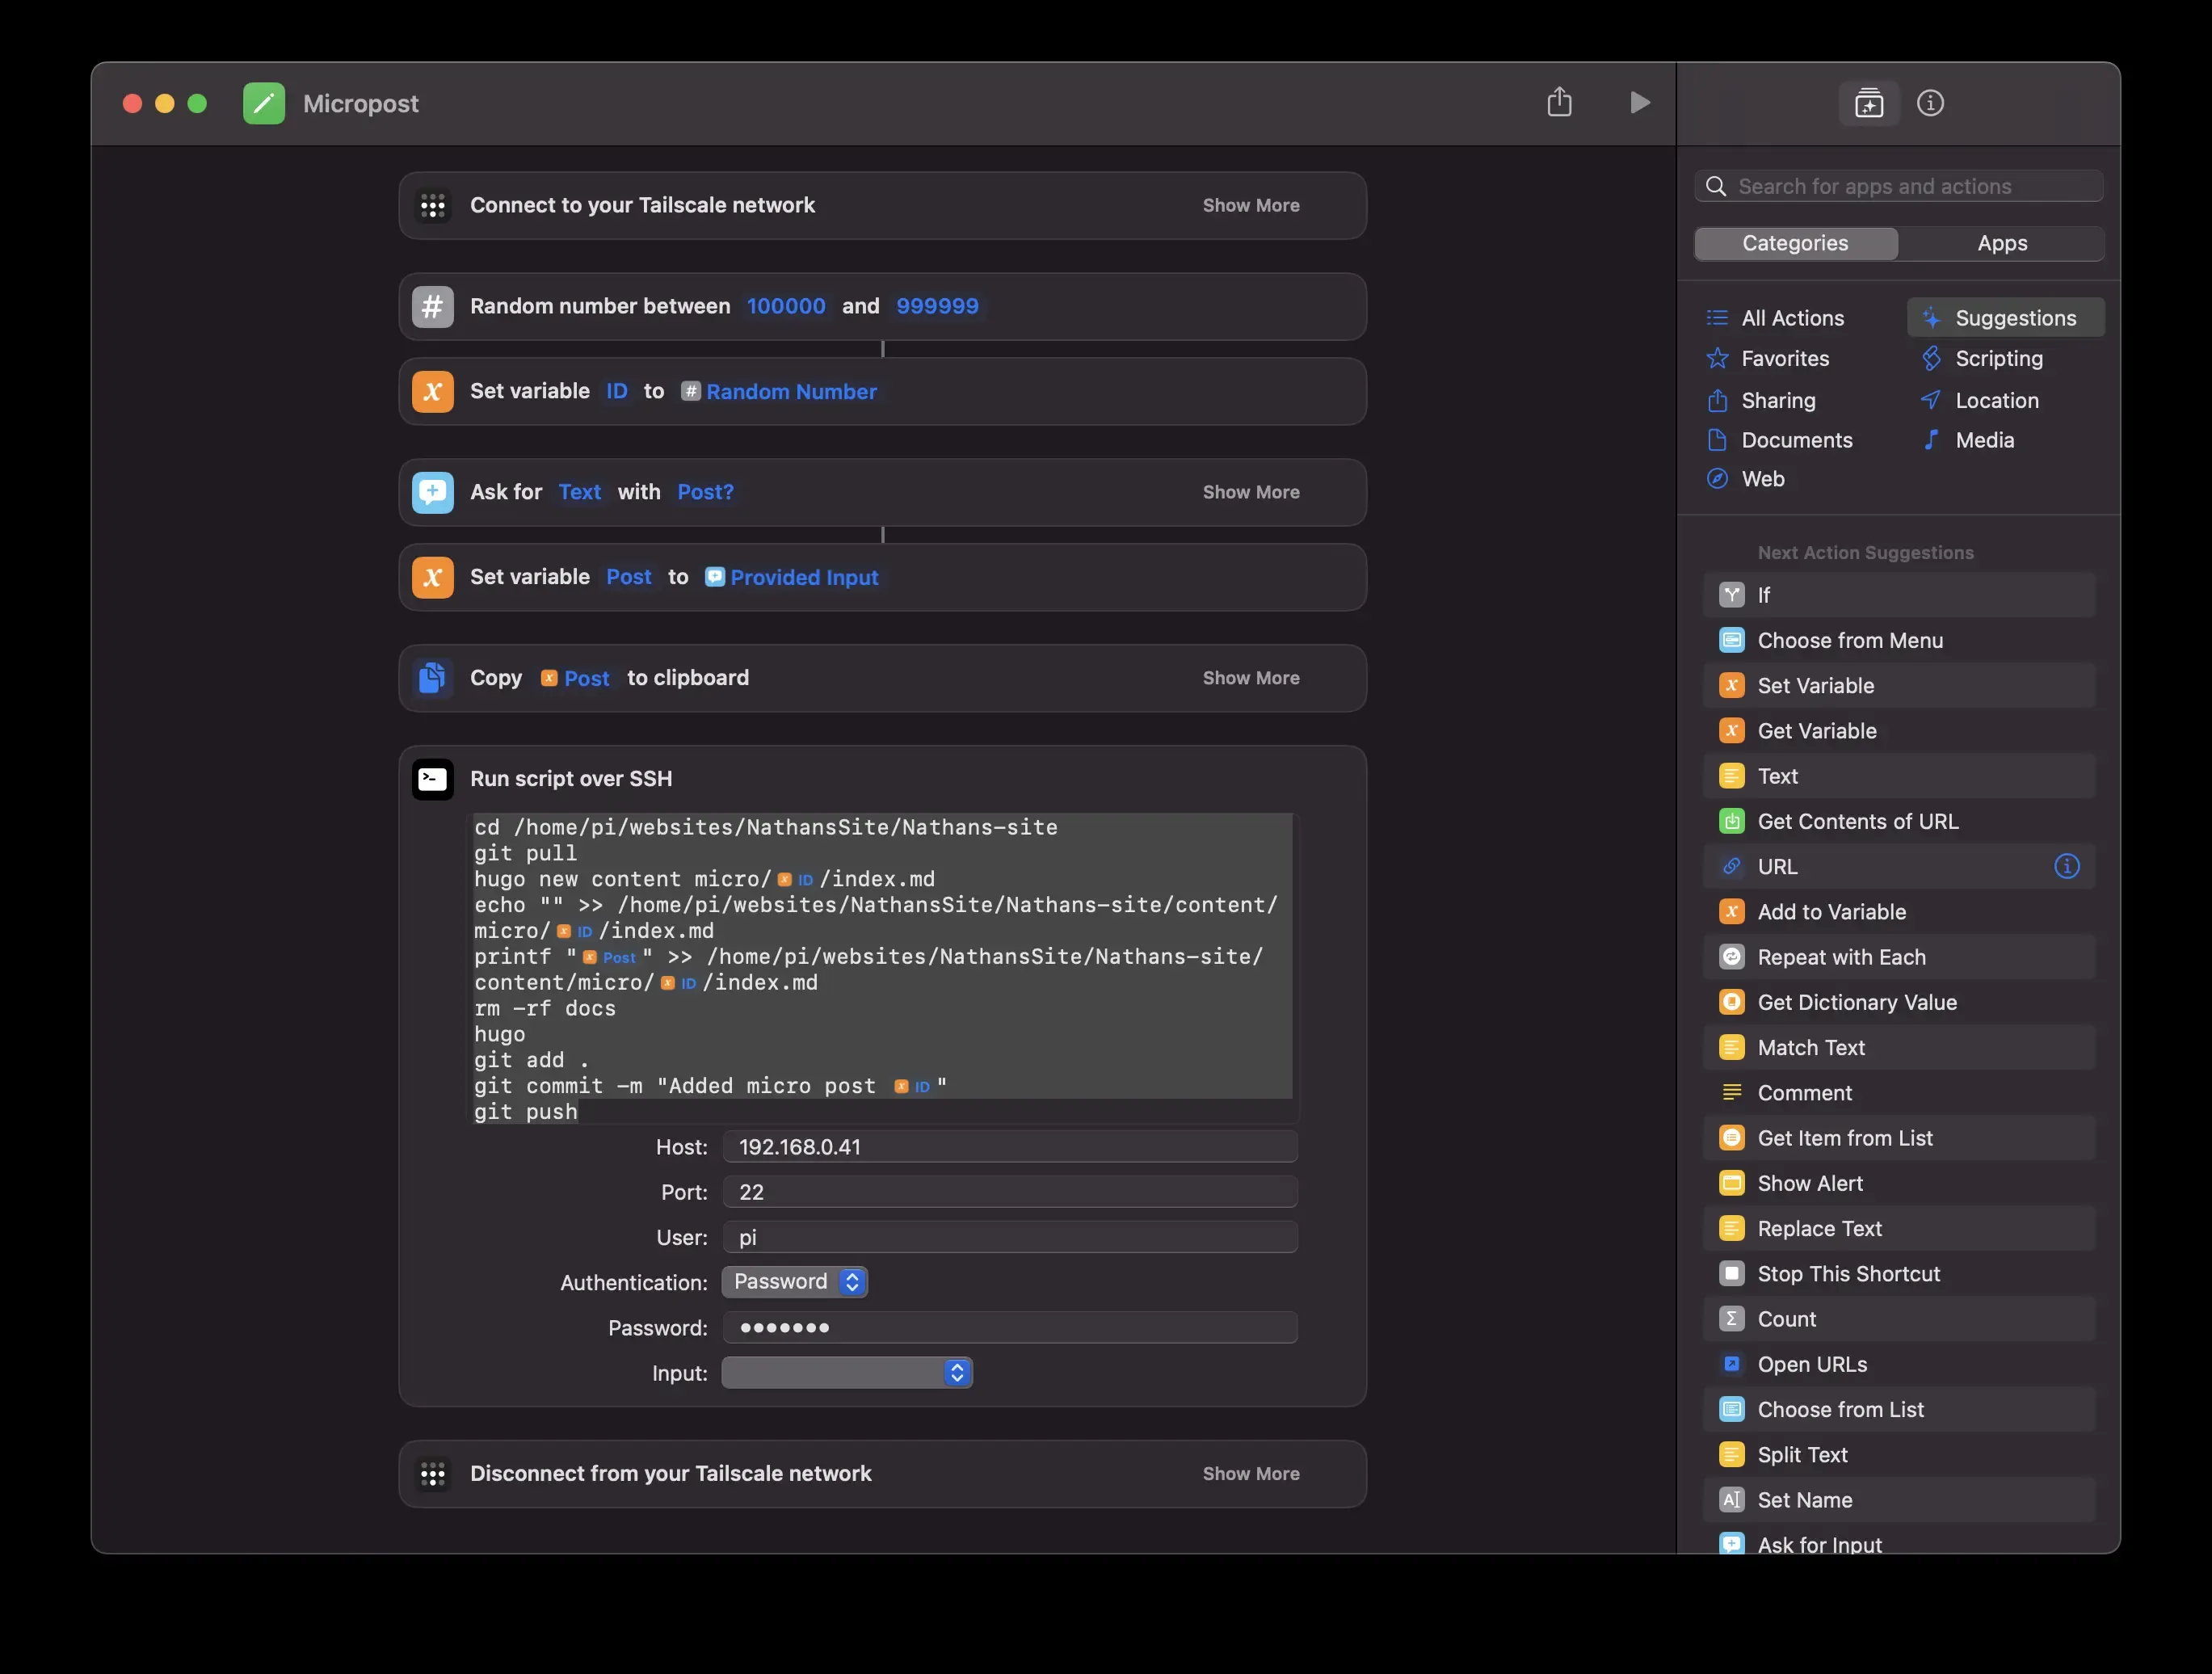 Micropost
Connect to your Tailscale network Show More
# Random number between 100000 and 999999
x Set variable ID to # Random Number
Ask for Text with Post? Show More
x Set variable Post to Provided Input
Copy x Post to clipboard Show More
Run script over SSH
cd /home/pi/websites/NathansSite/Nathans-site
git pull
hugo new content micro/ x ID /index.md
echo "" >> /home/pi/websites/NathansSite/Nathans-site/content/
micro/ x ID /index.md
printf " x Post " >> /home/pi/websites/NathansSite/Nathans-site/
content/micro/ x ID /index.md
rm -rf docs
hugo
git add .
git commit -m "Added micro post x ID "
git push
Host: 192.168.0.41
Port: 22
User: pi
Authentication: Password
Password: •••••••
Input:
Disconnect from your Tailscale network Show More
Search for apps and actions
Categories Apps
All Actions Suggestions
Favorites Scripting
Sharing Location
Documents Media
Web
Next Action Suggestions
If
Choose from Menu
x Set Variable
x Get Variable
Text
Get Contents of URL
URL
x Add to Variable
Repeat with Each
Get Dictionary Value
Match Text
Comment
Get Item from List
Show Alert
Replace Text
Stop This Shortcut
Σ Count
Open URLs
Choose from List
Split Text
A Set Name
Ask for Input